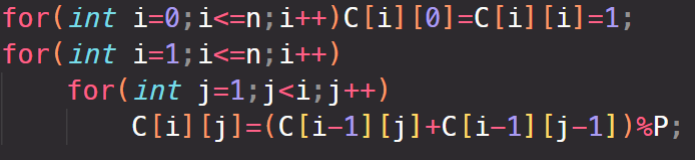 for(int i=0;i<=n;i++)C[i][0]=C[i][i]=1;
for(int i=1;i<=n;i++)
    for(int j=1;j<i;j++)
        C[i][j]=(C[i-1][j]+C[i-1][j-1])%P;